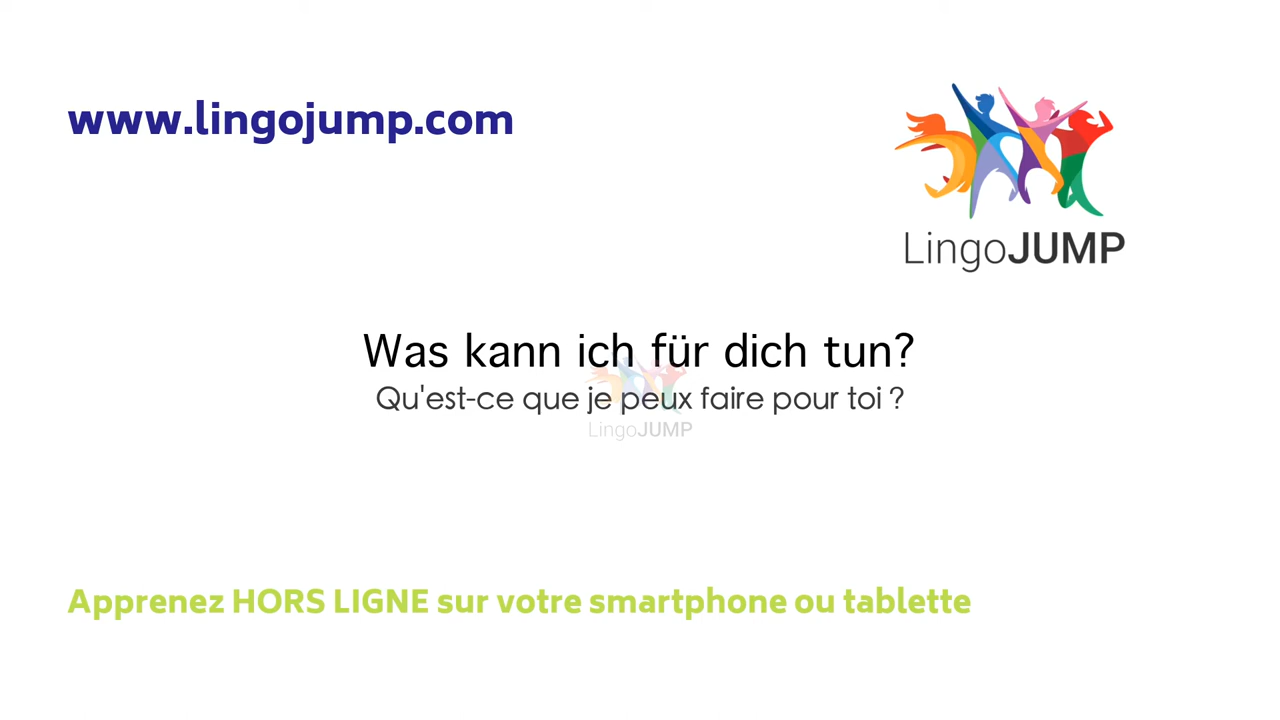 www.lingojump.com
LingoJUMP
Was kann ich für dich tun?
Qu'est-ce que je peux faire pour toi ?
LingoJUMP
Apprenez HORS LIGNE sur votre smartphone ou tablette